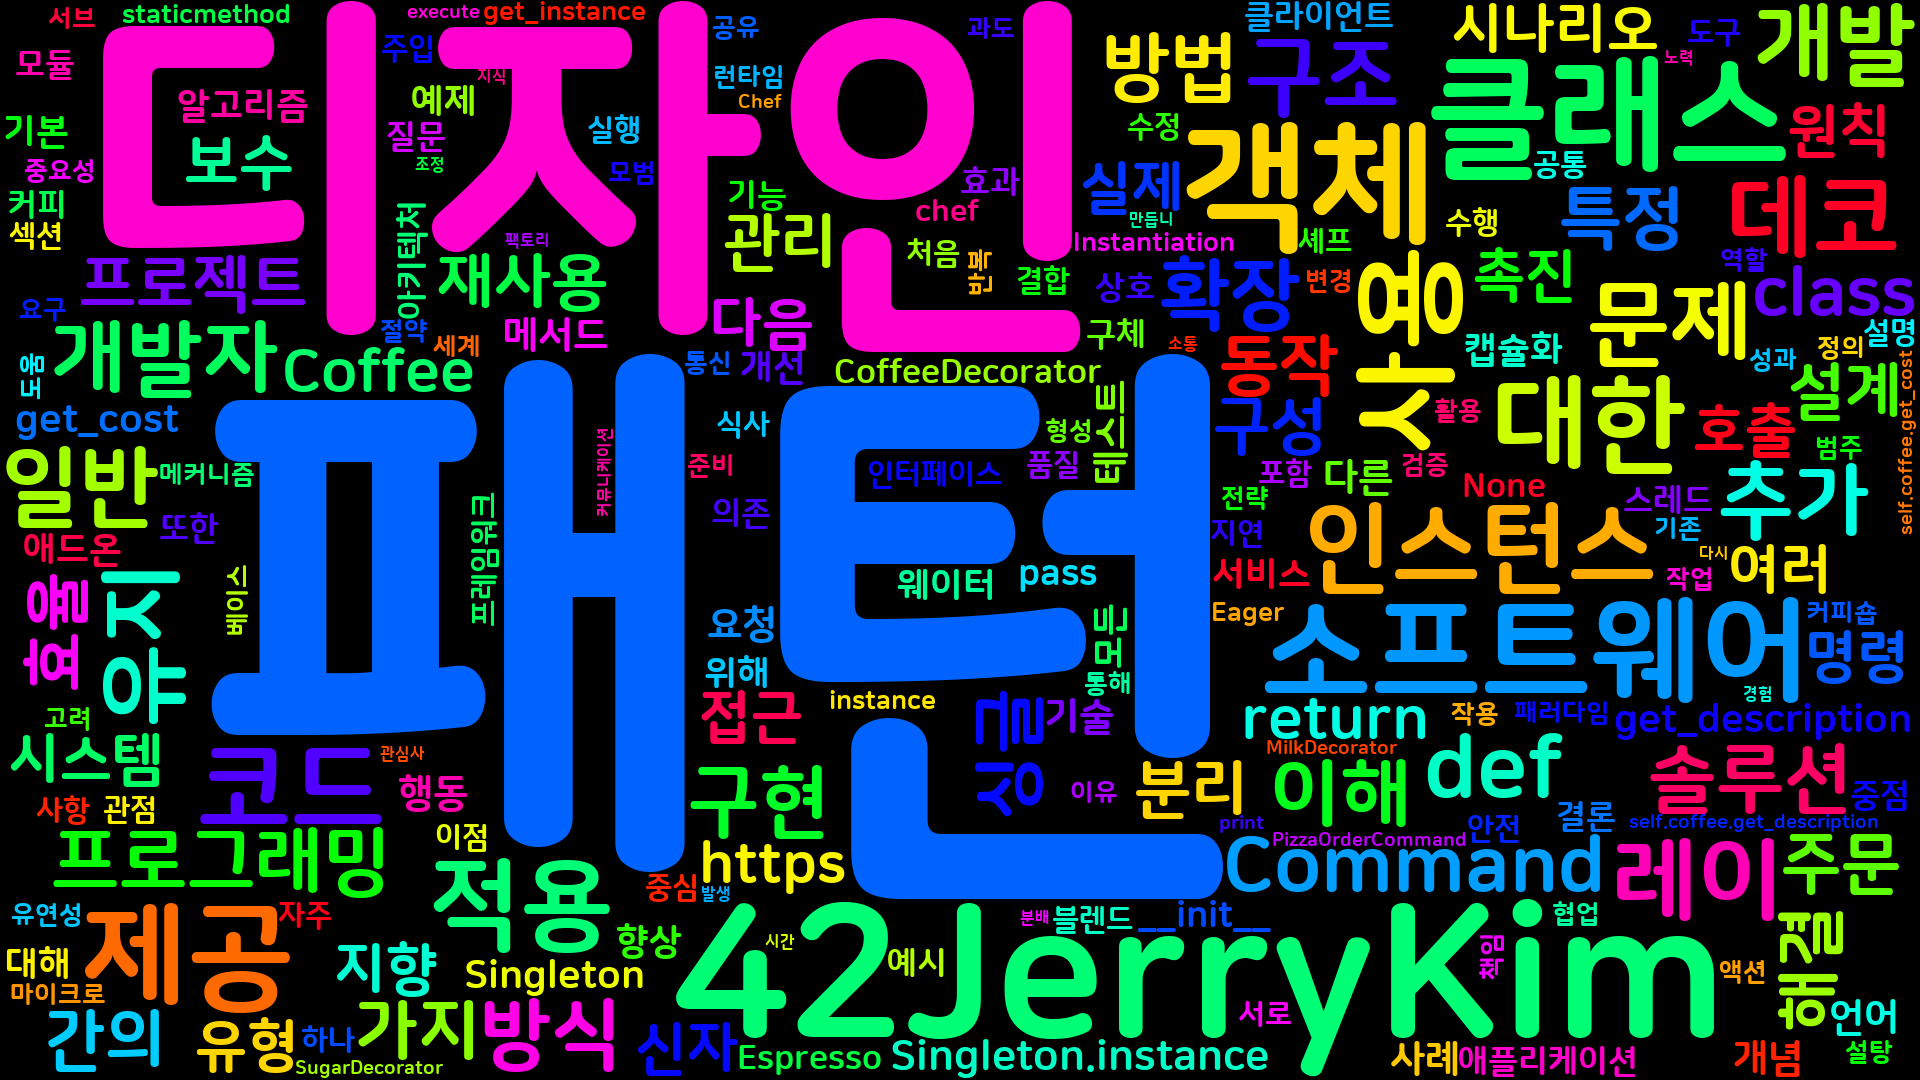 서브
staticmethod
execute
get_instance
공유
과도
클라이언트
시나리오
도구
개발
모듈
주입
지식
런타임
방법
구조
노력
알고리즘
예제
Chef
클래스
기본
보수
질문
실행
수정
원칙
중요성
조정
모범
디자인
효과
실제
객체
공통
커피
기능
chef
만듭니
특정
데코
섹션
아키텍처
팩토리
관리
처음
Instantiation
셰프
수행
역할
프로젝트
재사용
반복
결합
상호
확장
변경
수용
촉진
문제
class
요구
절약
메서드
다음
구체
개발자
세계
소통
동작
캡슐화
성과
정의
설명
내용
Coffee
통신
개선
CoffeeDecorator
대한
설계
get_cost
식사
형성
테스트
구성
활용
호출
범주
self.coffee.get_cost
일반
메커니즘
커뮤니케이션
준비
인터페이스
품질
포함
다른
검증
전략
None
추가
또한
프레임워크
의존
지연
스레드
기존
애드온
패턴
인스턴스
다시
여러
효율
유지
베이스
웨이터
pass
서비스
작업
요청
머드
Eager
소프트웨어
커피숍
명령
위해
통해
경험
고려
instance
접근
조금
기술
return
작용
패러다임
get_description
시스템
코드
관심사
MilkDecorator
솔루션
사항
관점
행동
구현
이유
분리
이해
def
중점
print
결론
self.coffee.get_description
프로그래밍
이점
PizzaOrderCommand
안전
https
Command
레이
주문
적용
중심
발생
유연성
제공
자주
분배
블렌드
__init__
협업
해결
대해
지향
향상
시간
예시
책임
액션
마이크로
Singleton
42JerryKim
서로
언어
간의
유형
하나
가지
방식
신자
Espresso
Singleton.instance
사례
애플리케이션
개념
설탕
SugarDecorator